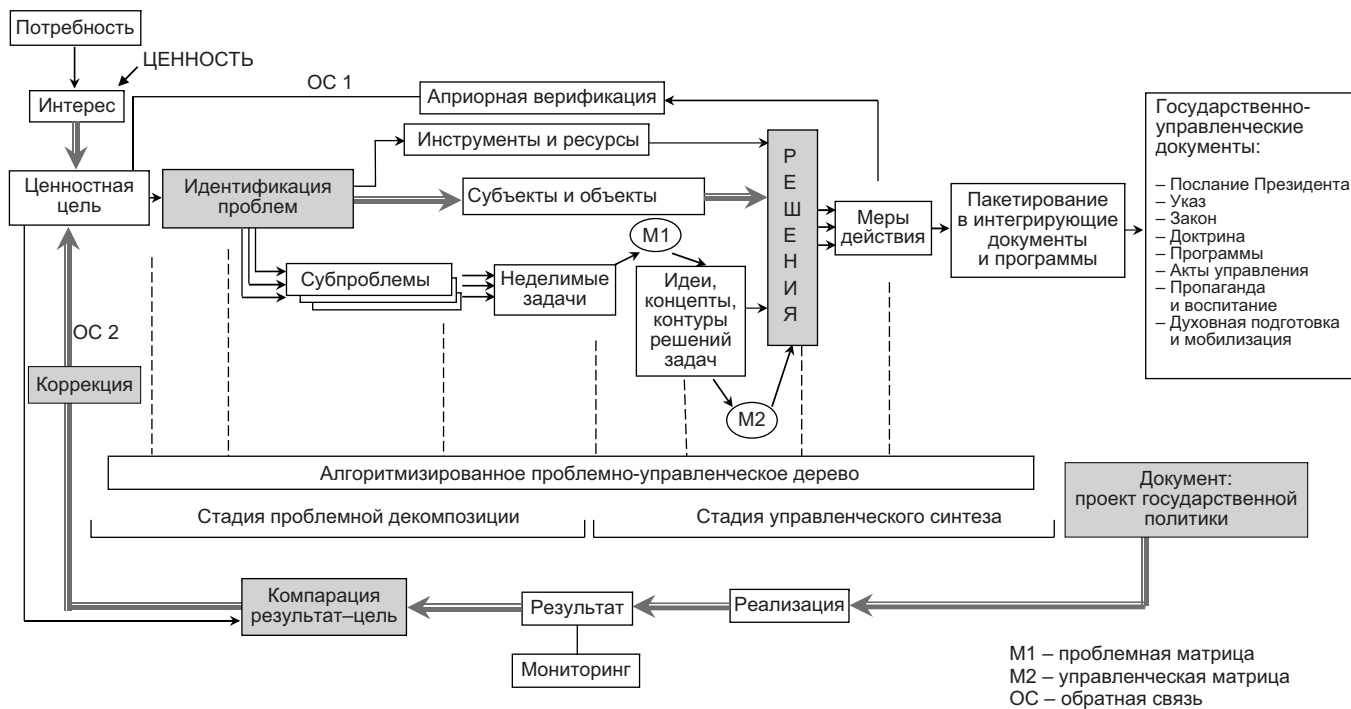 Потребность
ЦЕННОСТЬ
Интерес
ОС 1
Априорная верификация
Инструменты и ресурсы
Ценностная
цель
Идентификация
проблем
Субъекты и объекты
М1
Субпроблемы
Неделимые
задачи
Идеи,
концепты,
контуры
решений
задач
М2
Р
Е
Ш
Е
Н
И
Я
Меры
действия
Пакетирование
в интегрирующие
документы
и программы
Государственно-
управленческие
документы:
– Послание Президента
– Указ
– Закон
– Доктрина
– Программы
– Акты управления
– Пропаганда
и воспитание
– Духовная подготовка
и мобилизация
ОС 2
Коррекция
Алгоритмизированное проблемно-управленческое дерево
Стадия проблемной декомпозиции
Стадия управленческого синтеза
Документ:
проект государственной
политики
Компарация
результат–цель
Результат
Реализация
Мониторинг
М1 – проблемная матрица
М2 – управленческая матрица
ОС – обратная связь